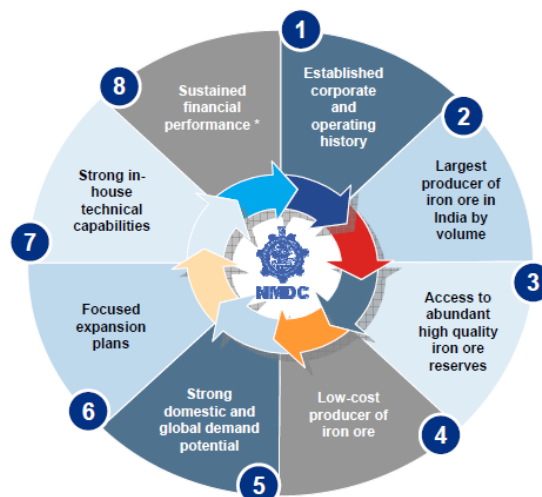 1
Established
corporate
and
operating
history
2
Largest
producer of
iron ore in
India by
volume
3
Access to
abundant
high quality
iron ore
reserves
4
Low-cost
producer of
iron ore
5
Strong
domestic and
global demand
potential
6
Focused
expansion
plans
7
Strong in-
house
technical
capabilities
8
Sustained
financial
performance *
NMDC